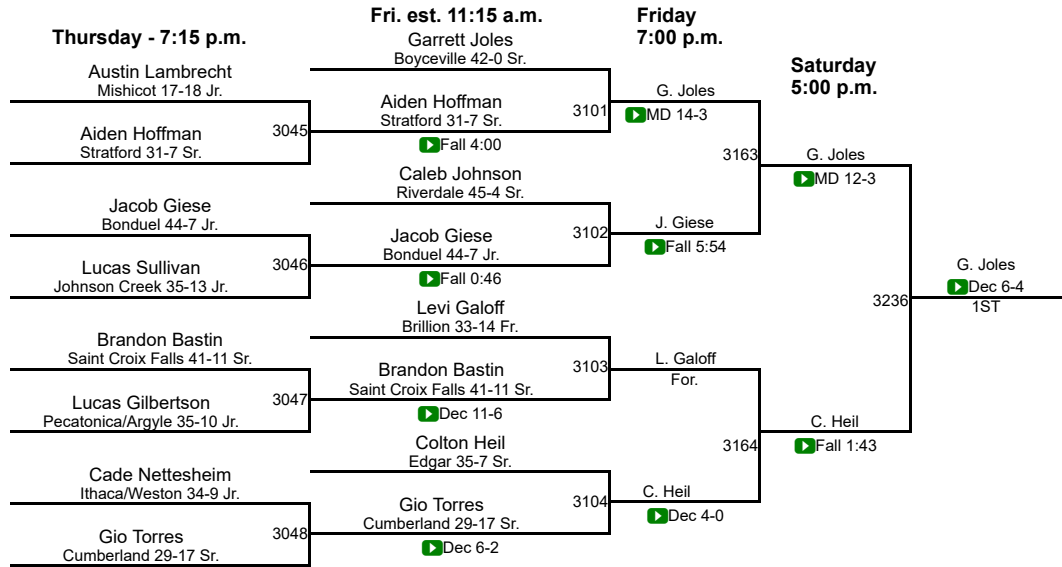 Thursday - 7:15 p.m.
Austin Lambrecht
Mishicot 17-18 Jr.
3045
Aiden Hoffman
Stratford 31-7 Sr.
Jacob Giese
Bonduel 44-7 Jr.
3046
Lucas Sullivan
Johnson Creek 35-13 Jr.
Brandon Bastin
Saint Croix Falls 41-11 Sr.
3047
Lucas Gilbertson
Pecatonica/Argyle 35-10 Jr.
Cade Nettesheim
Ithaca/Weston 34-9 Jr.
3048
Gio Torres
Cumberland 29-17 Sr.
Fri. est. 11:15 a.m.
Garrett Joles
Boyceville 42-0 Sr.
3101
Aiden Hoffman
Stratford 31-7 Sr.
Fall 4:00
Caleb Johnson
Riverdale 45-4 Sr.
3102
Jacob Giese
Bonduel 44-7 Jr.
Fall 0:46
Levi Galoff
Brillion 33-14 Fr.
3103
Brandon Bastin
Saint Croix Falls 41-11 Sr.
Dec 11-6
Colton Heil
Edgar 35-7 Sr.
3104
Gio Torres
Cumberland 29-17 Sr.
Dec 6-2
Friday
7:00 p.m.
G. Joles
MD 14-3
3163
J. Giese
Fall 5:54
L. Galoff
For.
3164
C. Heil
Dec 4-0
Saturday
5:00 p.m.
G. Joles
MD 12-3
3236
C. Heil
Fall 1:43
G. Joles
Dec 6-4
1ST